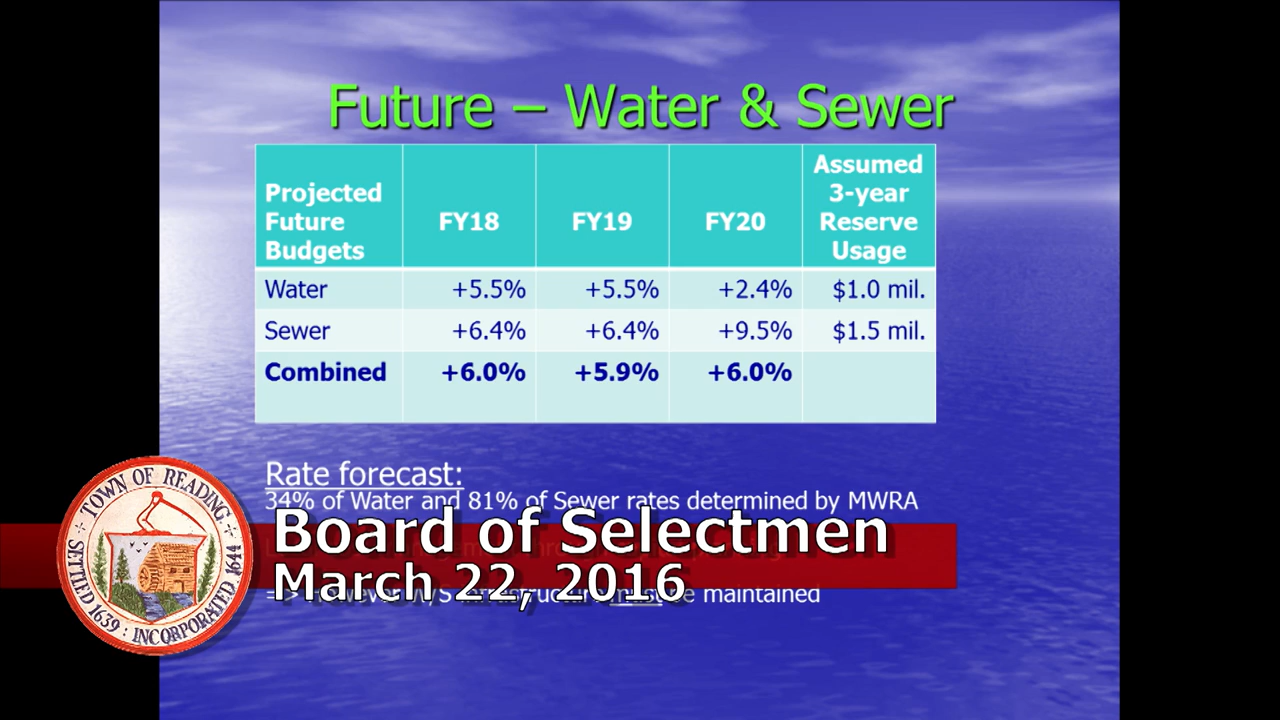 Future – Water & Sewer
Projected Future Budgets FY18 FY19 FY20 Assumed 3-year Reserve Usage
Water +5.5% +5.5% +2.4% $1.0 mil.
Sewer +6.4% +6.4% +9.5% $1.5 mil.
Combined +6.0% +5.9% +6.0%
Rate forecast:
34% of Water and 81% of Sewer rates determined by MWRA
Board of Selectmen
March 22, 2016
maintained
TOWN OF READING
SETTLED 1639 : INCORPORATED 1644